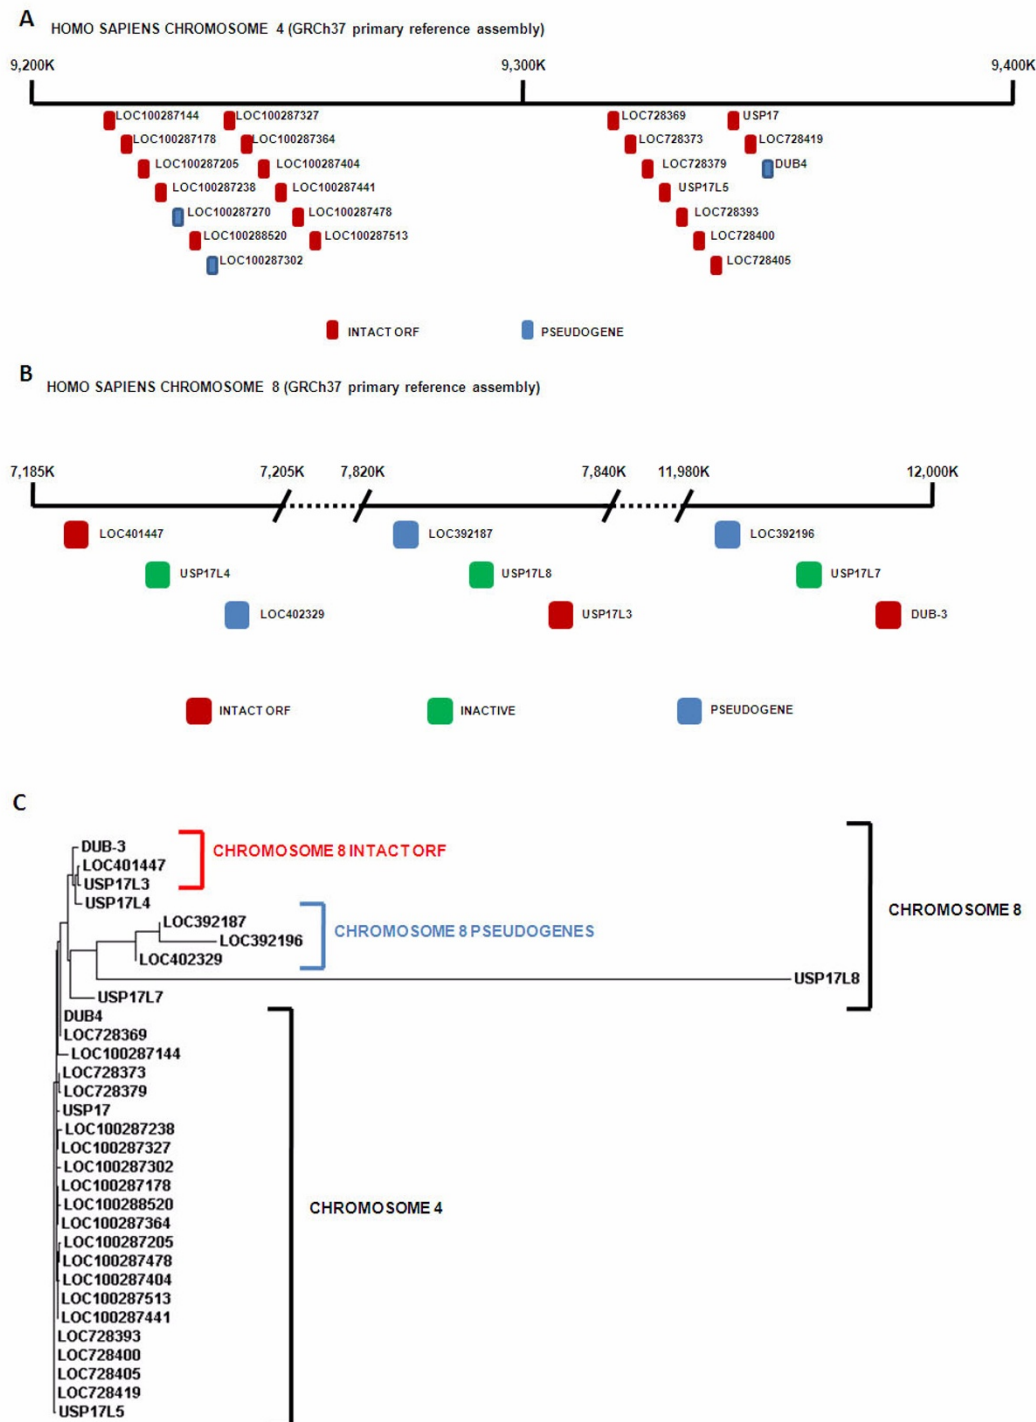 A
HOMO SAPIENS CHROMOSOME 4 (GRCh37 primary reference assembly)
9,200K 9,300K 9,400K
LOC100287144 LOC100287327 LOC728369 USP17
LOC100287178 LOC100287364 LOC728373 LOC728419
LOC100287205 LOC100287404 LOC728379 DUB4
LOC100287238 LOC100287441 USP17L5
LOC100287270 LOC100287478 LOC728393
LOC100288520 LOC100287513 LOC728400
LOC100287302 LOC728405
INTACT ORF PSEUDOGENE
B
HOMO SAPIENS CHROMOSOME 8 (GRCh37 primary reference assembly)
7,185K 7,205K 7,820K 7,840K 11,980K 12,000K
LOC401447 LOC392187 LOC392196
USP17L4 USP17L8 USP17L7
LOC402329 USP17L3 DUB-3
INTACT ORF INACTIVE PSEUDOGENE
C
DUB-3
CHROMOSOME 8 INTACT ORF
LOC401447
USP17L3
USP17L4
CHROMOSOME 8
LOC392187
CHROMOSOME 8 PSEUDOGENES
LOC392196
LOC402329
USP17L8
USP17L7
DUB4
LOC728369
LOC100287144
LOC728373
LOC728379
USP17
LOC100287238
LOC100287327
LOC100287302
LOC100287178
LOC100288520
CHROMOSOME 4
LOC100287364
LOC100287205
LOC100287478
LOC100287404
LOC100287513
LOC100287441
LOC728393
LOC728400
LOC728405
LOC728419
USP17L5